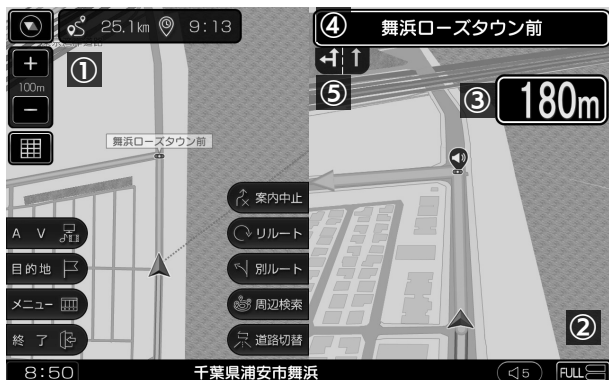 25.1km 9:13
①
+
100m
−
舞浜ローズタウン前
A V
目的地
メニュー
終 了
案内中止
リルート
別ルート
周辺検索
道路切替
④ 舞浜ローズタウン前
⑤
③ 180m
②
8:50 千葉県浦安市舞浜 5 FULL